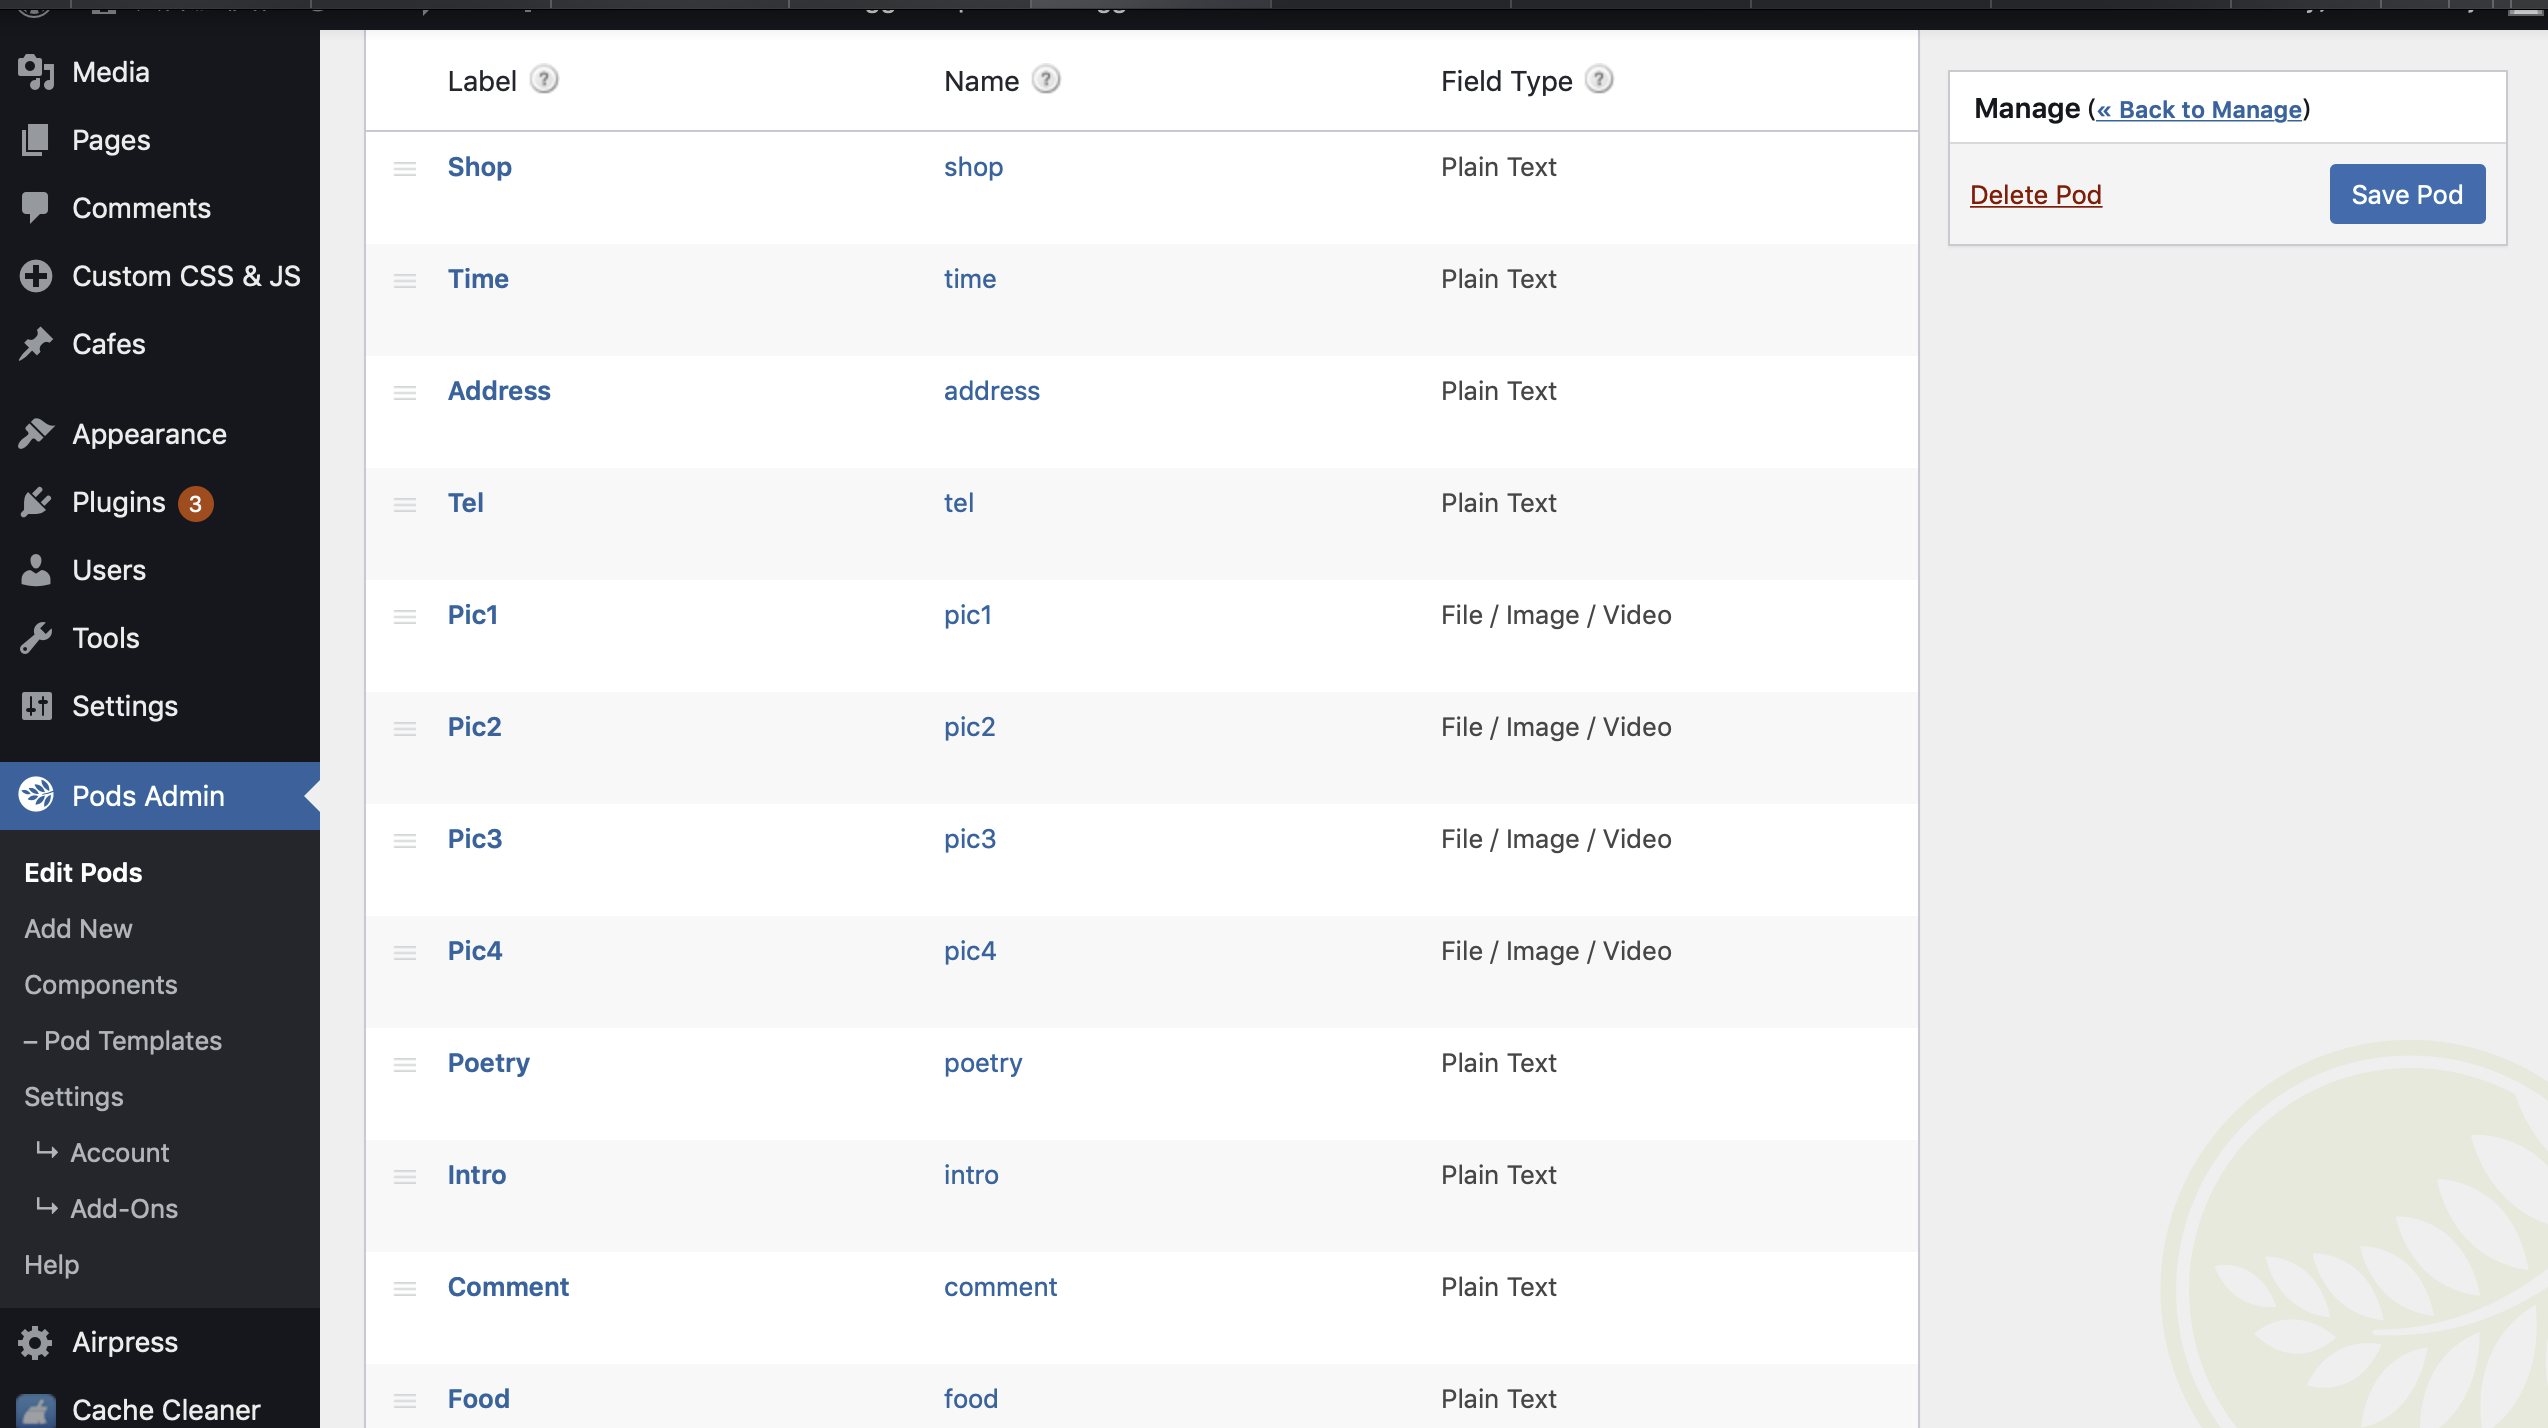 Media
Pages
Comments
Custom CSS & JS
Cafes
Appearance
Plugins 3
Users
Tools
Settings
Pods Admin
Edit Pods
Add New
Components
– Pod Templates
Settings
↳ Account
↳ Add-Ons
Help
Airpress
Cache Cleaner
Label ? Name ? Field Type ?
Shop shop Plain Text
Time time Plain Text
Address address Plain Text
Tel tel Plain Text
Pic1 pic1 File / Image / Video
Pic2 pic2 File / Image / Video
Pic3 pic3 File / Image / Video
Pic4 pic4 File / Image / Video
Poetry poetry Plain Text
Intro intro Plain Text
Comment comment Plain Text
Food food Plain Text
Manage (« Back to Manage)
Delete Pod Save Pod